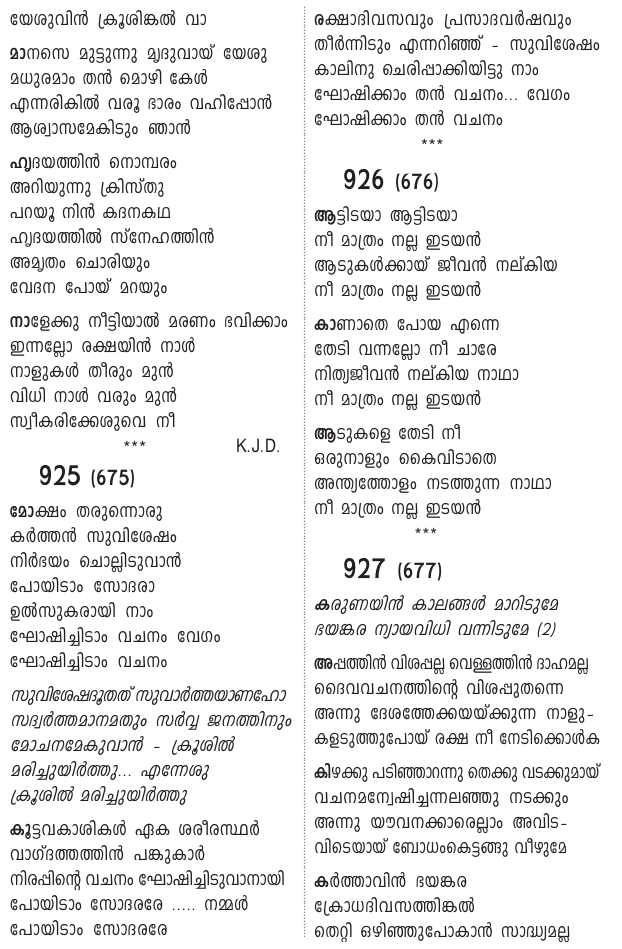 യേശുവിൻ ക്രൂശിങ്കൽ വാ
മാനസെ മുട്ടുന്നു മൃദുവായ് യേശു
മധുരമാം തൻ മൊഴി കേൾ
എന്നരികിൽ വരൂ ഭാരം വഹിപ്പോൻ
ആശ്വാസമേകിടും ഞാൻ
ഹൃദയത്തിൻ നൊമ്പരം
അറിയുന്നു ക്രിസ്തു
പറയൂ നിൻ കദനകഥ
ഹൃദയത്തിൽ സ്നേഹത്തിൻ
അമൃതം ചൊരിയും
വേദന പോയ് മറയും
നാളേക്കു നീട്ടിയാൽ മരണം ഭവിക്കാം
ഇന്നല്ലോ രക്ഷയിൻ നാൾ
നാളുകൾ തീരും മുൻ
വിധി നാൾ വരും മുൻ
സ്വീകരിക്കേശുവെ നീ
*** K.J.D.
925 (675)
മോക്ഷം തരുന്നൊരു
കർത്തൻ സുവിശേഷം
നിർഭയം ചൊല്ലിടുവാൻ
പോയിടാം സോദരാ
ഉൽസുകരായി നാം
ഘോഷിച്ചിടാം വചനം വേഗം
ഘോഷിച്ചിടാം വചനം
സുവിശേഷദൂതത് സുവാർത്തയാണഹോ
സദ്വർത്തമാനമതും സർവ്വ ജനത്തിനും
മോചനമേകുവാൻ - ക്രൂശിൽ
മരിച്ചുയിർത്തു... എന്നേശു
ക്രൂശിൽ മരിച്ചുയിർത്തു
കൂട്ടവകാശികൾ ഏക ശരീരസ്ഥർ
വാഗ്ദത്തത്തിൻ പങ്കുകാർ
നിരപ്പിന്റെ വചനം ഘോഷിച്ചിടുവാനായി
പോയിടാം സോദരരേ ..... നമ്മൾ
പോയിടാം സോദരരേ
രക്ഷാദിവസവും പ്രസാദവർഷവും
തീർന്നിടും എന്നറിഞ്ഞ് - സുവിശേഷം
കാലിനു ചെരിപ്പാക്കിയിട്ടു നാം
ഘോഷിക്കാം തൻ വചനം... വേഗം
ഘോഷിക്കാം തൻ വചനം
***
926 (676)
ആട്ടിടയാ ആട്ടിടയാ
നീ മാത്രം നല്ല ഇടയൻ
ആടുകൾക്കായ് ജീവൻ നല്കിയ
നീ മാത്രം നല്ല ഇടയൻ
കാണാതെ പോയ എന്നെ
തേടി വന്നല്ലോ നീ ചാരേ
നിത്യജീവൻ നല്കിയ നാഥാ
നീ മാത്രം നല്ല ഇടയൻ
ആടുകളെ തേടി നീ
ഒരുനാളും കൈവിടാതെ
അന്ത്യത്തോളം നടത്തുന്ന നാഥാ
നീ മാത്രം നല്ല ഇടയൻ
***
927 (677)
കരുണയിൻ കാലങ്ങൾ മാറിടുമേ
ഭയങ്കര ന്യായവിധി വന്നിടുമേ (2)
അപ്പത്തിൻ വിശപ്പല്ല വെള്ളത്തിൻ ദാഹമല്ല
ദൈവവചനത്തിന്റെ വിശപ്പുതന്നെ
അന്നു ദേശത്തേക്കയയ്ക്കുന്ന നാളു-
കളടുത്തുപോയ് രക്ഷ നീ നേടിക്കൊൾക
കിഴക്കു പടിഞ്ഞാറന്നു തെക്കു വടക്കുമായ്
വചനമന്വേഷിച്ചന്നലഞ്ഞു നടക്കും
അന്നു യൗവനക്കാരെല്ലാം അവിട-
വിടെയായ് ബോധംകെട്ടങ്ങു വീഴുമേ
കർത്താവിൻ ഭയങ്കര
ക്രോധദിവസത്തിങ്കൽ
തെറ്റി ഒഴിഞ്ഞുപോകാൻ സാദ്ധ്യമല്ല